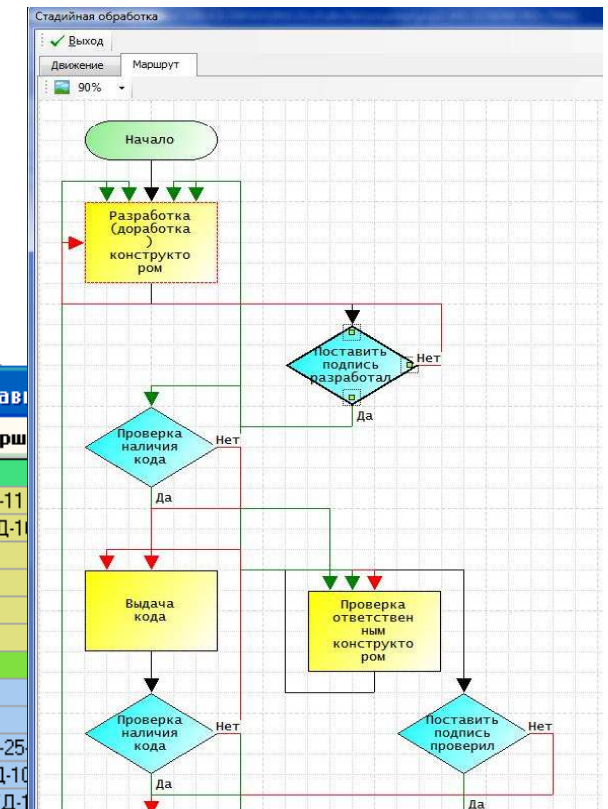 Стадийная обработка
Выход
Движение
Маршрут
90%
Начало
Разработка
(доработка
)
конструкто
ром
Поставить
подпись
разработал
Нет
Да
Проверка
наличия
кода
Нет
Да
Выдача
кода
Проверка
ответствен
ным
конструкто
ром
Проверка
наличия
кода
Нет
Да
Поставить
подпись
проверил
Нет
Да
-11